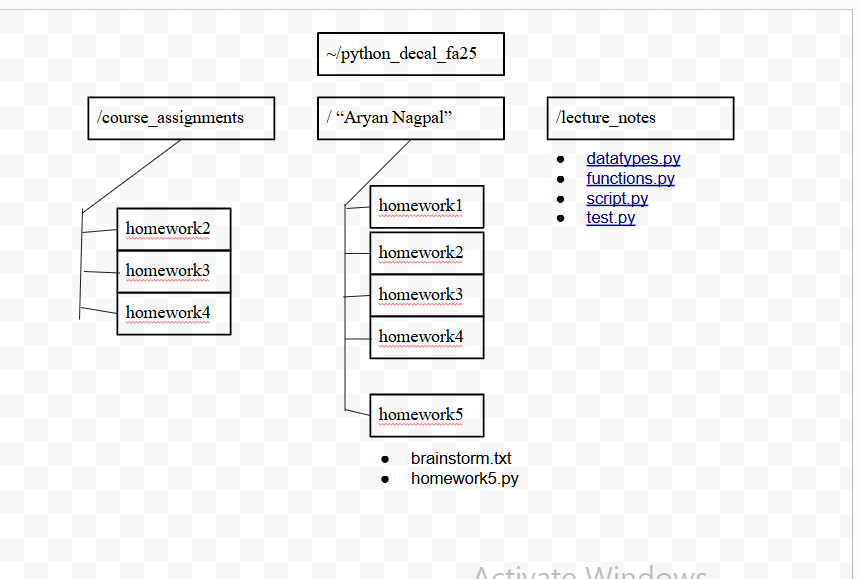 ~/python_decal_fa25
/course_assignments
/ “Aryan Nagpal”
/lecture_notes
datatypes.py
functions.py
script.py
test.py
homework2
homework3
homework4
homework1
homework2
homework3
homework4
homework5
● brainstorm.txt
● homework5.py
Activate Windows